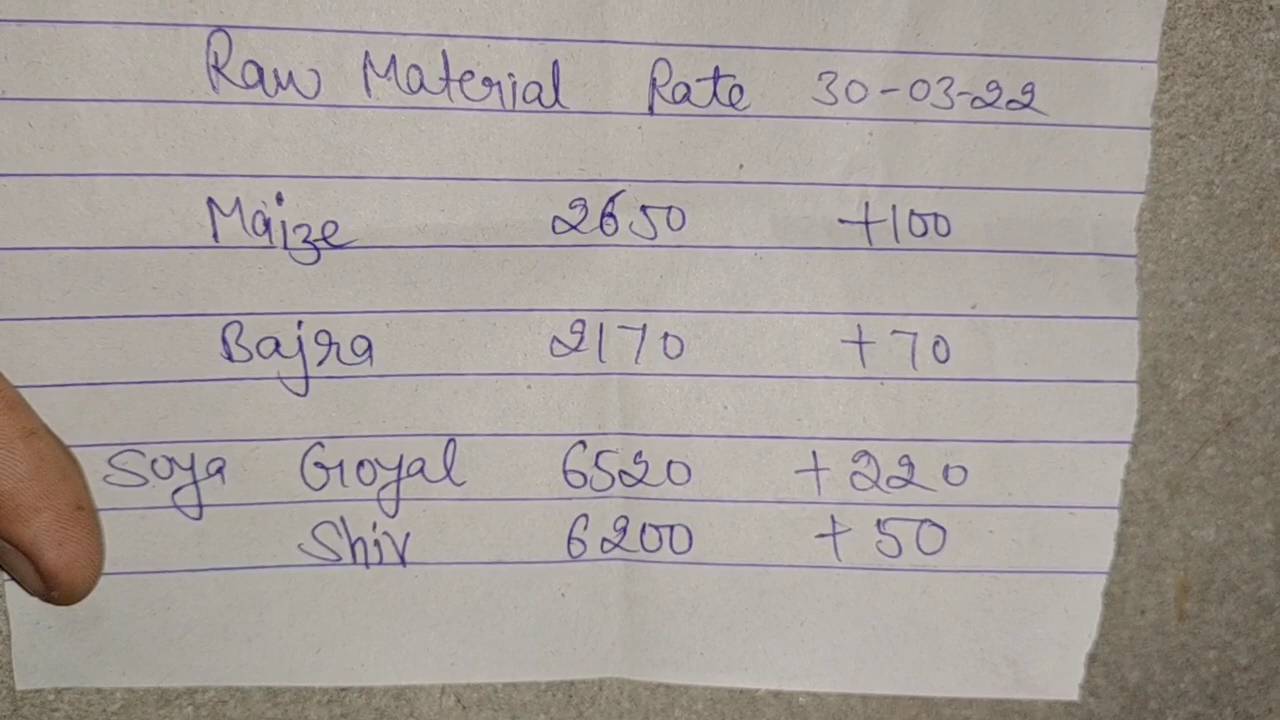 Raw Material Rate 30-03-22
Maize 2650 +100
Bajra 2170 +70
Soya Goyal 6520 +220
Shiv 6200 +50